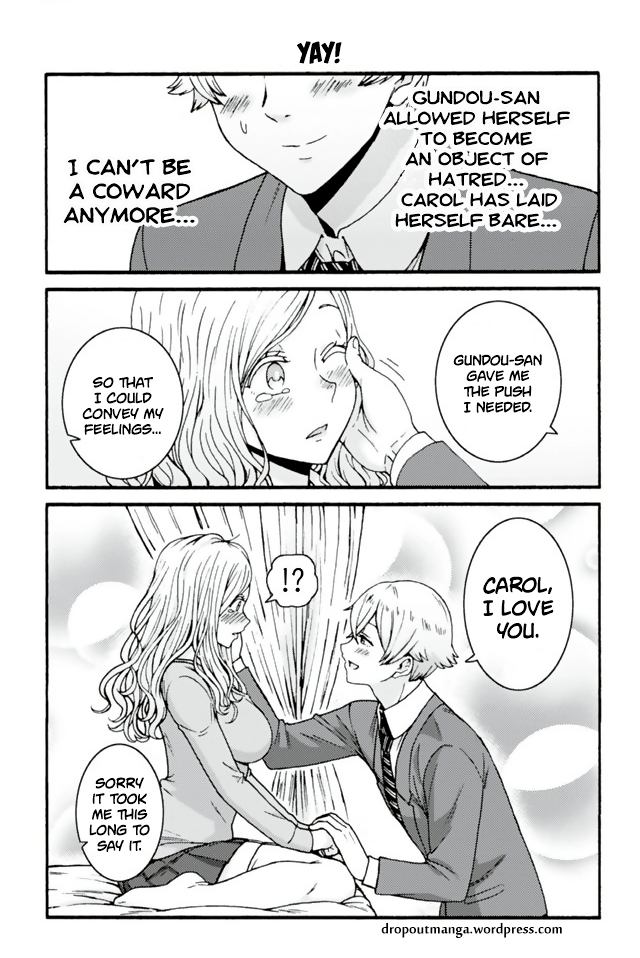 YAY!
GUNDOU-SAN
ALLOWED HERSELF
TO BECOME
AN OBJECT OF
HATRED...
CAROL HAS LAID
HERSELF BARE...
I CAN'T BE
A COWARD
ANYMORE...
GUNDOU-SAN
GAVE ME
THE PUSH
I NEEDED.
SO THAT
I COULD
CONVEY MY
FEELINGS...
CAROL,
I LOVE
YOU.
!?
SORRY
IT TOOK
ME THIS
LONG TO
SAY IT.
dropoutmanga.wordpress.com